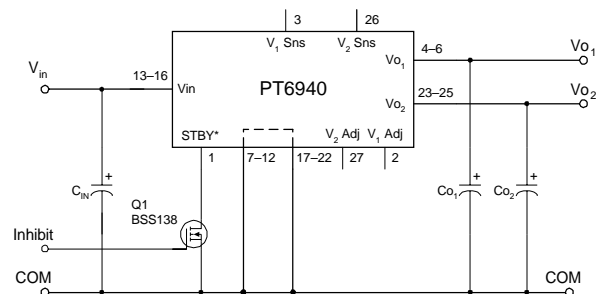 3
26
V1 Sns
V2 Sns
4–6
Vo1
Vo1
Vin
13–16
Vin
PT6940
23–25
Vo2
Vo2
STBY*
V2 Adj
V1 Adj
1
7–12
17–22
27
2
CIN
+
Q1
BSS138
Co1
+
Co2
+
Inhibit
COM
COM